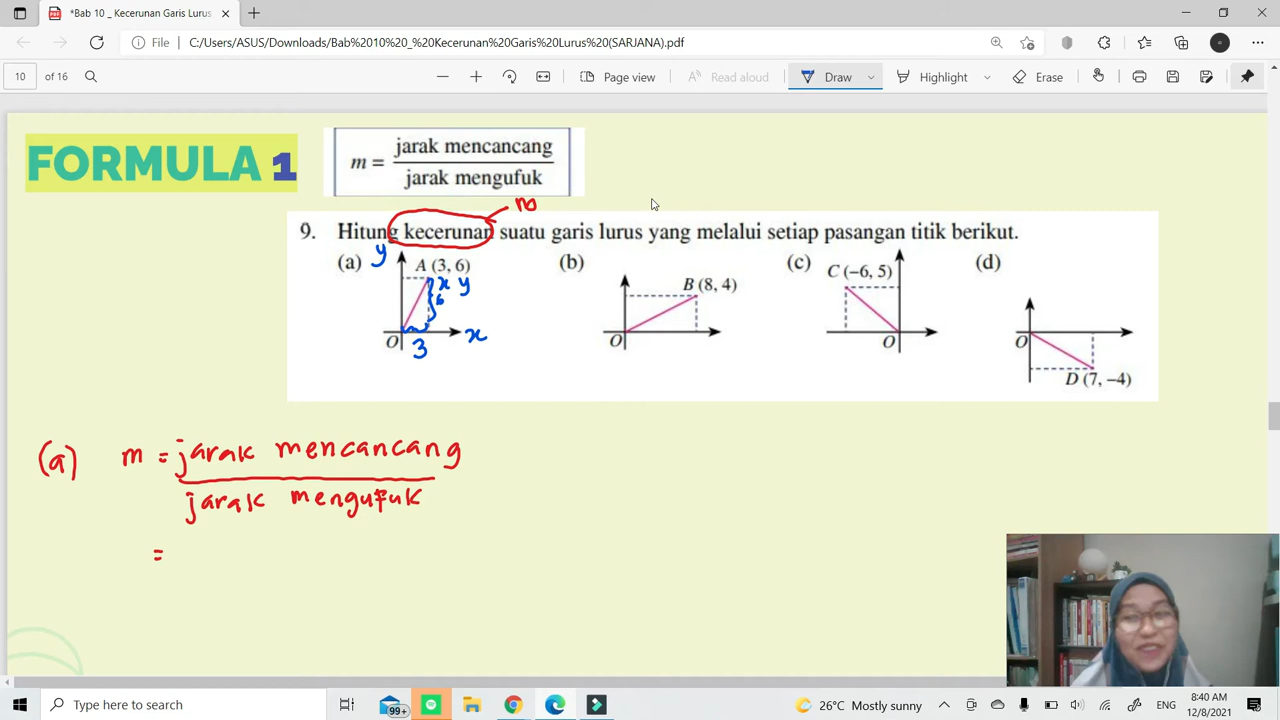 *Bab 10 _ Kecerunan Garis Lurus
File C:/Users/ASUS/Downloads/Bab%2010%20_%20Kecerunan%20Garis%20Lurus%20(SARJANA).pdf
10 of 16 Page view Read aloud Draw Highlight Erase
FORMULA 1
m = jarak mencancang
jarak mengufuk
m
9. Hitung kecerunan suatu garis lurus yang melalui setiap pasangan titik berikut.
(a) y A (3, 6) x y 6 O 3 x
(b) B (8, 4) O
(c) C (−6, 5) O
(d) O D (7, −4)
(a) m = jarak mencancang
jarak mengufuk
=
Type here to search 99+ 26°C Mostly sunny ENG 8:40 AM
12/8/2021